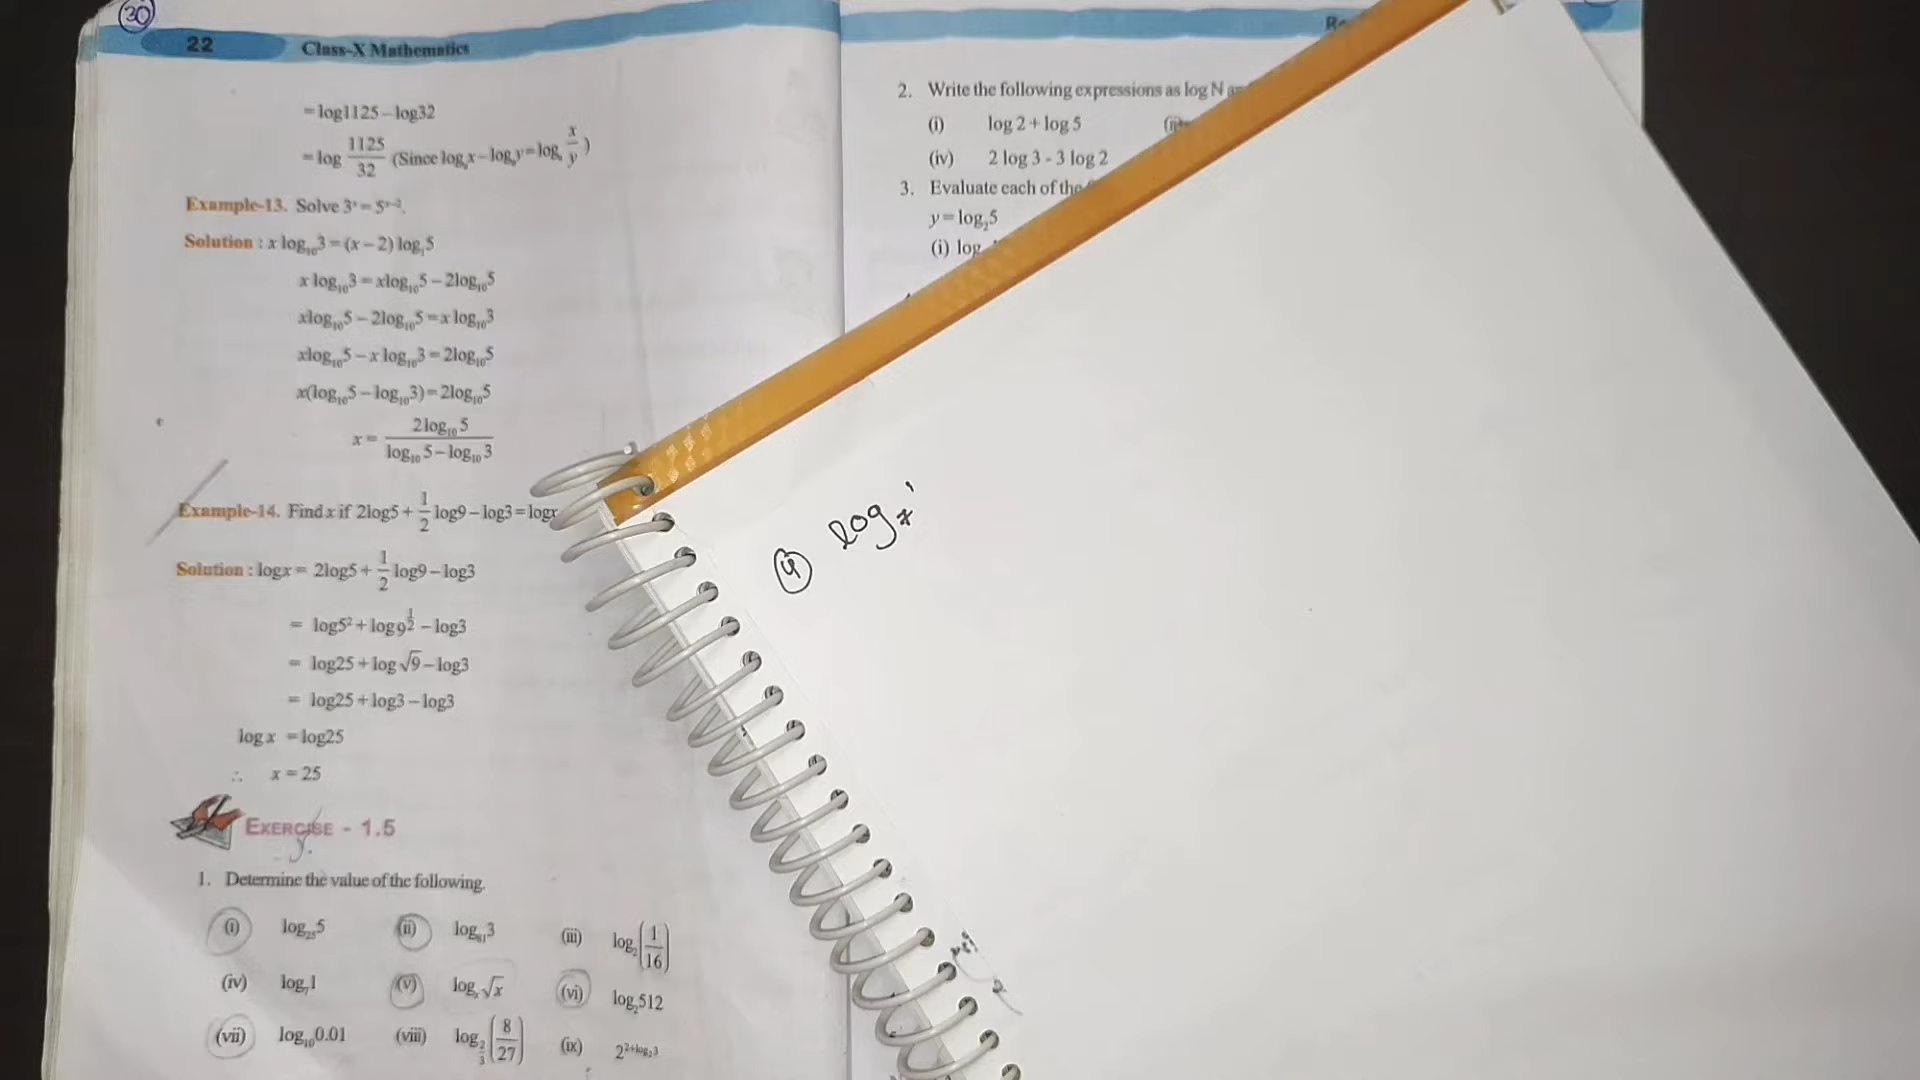 30
22 Class-X Mathematics
= log1125 – log32
= log 1125/32 (Since logₐx – logₐy = logₐ x/y )
Example-13. Solve 3ˣ = 5ˣ⁻².
Solution : x log₁₀3 = (x – 2) log₁5
x log₁₀3 = xlog₁₀5 – 2log₁₀5
xlog₁₀5 – 2log₁₀5 = x log₁₀3
xlog₁₀5 – x log₁₀3 = 2log₁₀5
x(log₁₀5 – log₁₀3) = 2log₁₀5
x = 2log₁₀5 / log₁₀5 – log₁₀3
Example-14. Find x if 2log5 + 1/2 log9 – log3 = logx
Solution : logx = 2log5 + 1/2 log9 – log3
= log5² + log9^(1/2) – log3
= log25 + log √9 – log3
= log25 + log3 – log3
log x = log25
∴ x = 25
EXERCISE - 1.5
1. Determine the value of the following.
(i) log₂₅5 (ii) log₈₁3 (iii) log₂(1/16)
(iv) log₇1 (v) logₓ√x (vi) log₂512
(vii) log₁₀0.01 (viii) log_(2/3)(8/27) (ix) 2^(2+log₂3)
2. Write the following expressions as log N
(i) log 2 + log 5
(iv) 2 log 3 - 3 log 2
3. Evaluate each of the
y = log₂5
(i) log
④ log₇1